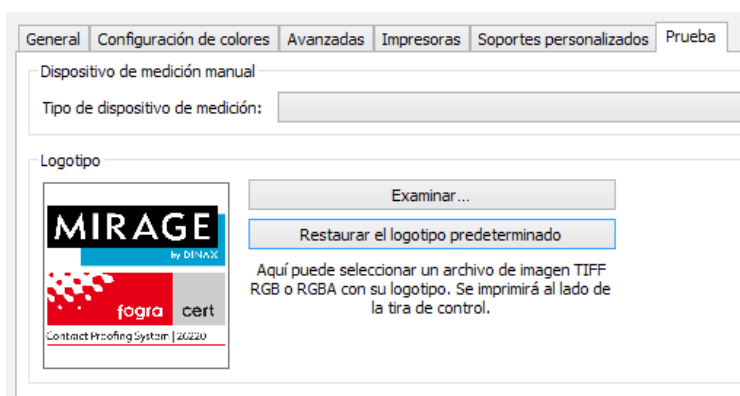 General Configuración de colores Avanzadas Impresoras Soportes personalizados Prueba
Dispositivo de medición manual
Tipo de dispositivo de medición:
Logotipo
MIRAGE
by DINAX
fogra cert
Contract Proofing System | 26220
Examinar...
Restaurar el logotipo predeterminado
Aquí puede seleccionar un archivo de imagen TIFF
RGB o RGBA con su logotipo. Se imprimirá al lado de
la tira de control.